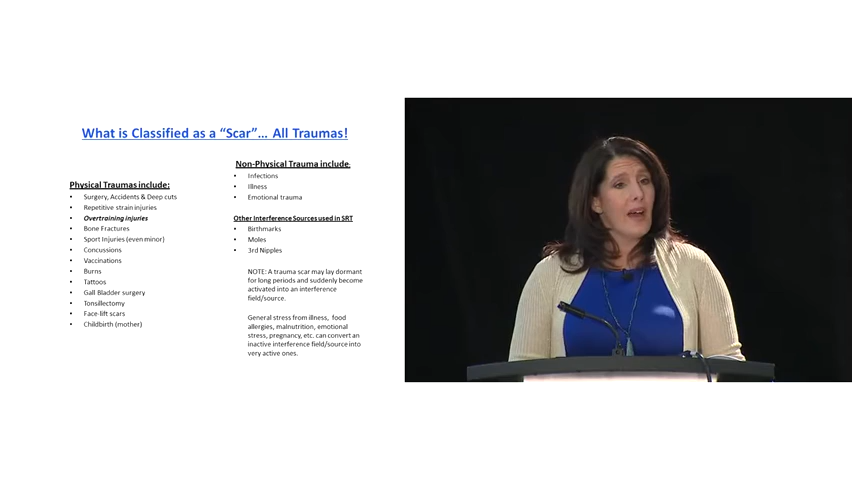 What is Classified as a “Scar”… All Traumas!
Physical Traumas include:
• Surgery, Accidents & Deep cuts
• Repetitive strain injuries
• Overtraining injuries
• Bone Fractures
• Sport Injuries (even minor)
• Concussions
• Vaccinations
• Burns
• Tattoos
• Gall Bladder surgery
• Tonsillectomy
• Face-lift scars
• Childbirth (mother)
Non-Physical Trauma include
• Infections
• Illness
• Emotional trauma
Other Interference Sources used in SRT
• Birthmarks
• Moles
• 3rd Nipples
NOTE: A trauma scar may lay dormant
for long periods and suddenly become
activated into an interference
field/source.
General stress from illness, food
allergies, malnutrition, emotional
stress, pregnancy, etc. can convert an
inactive interference field/source into
very active ones.